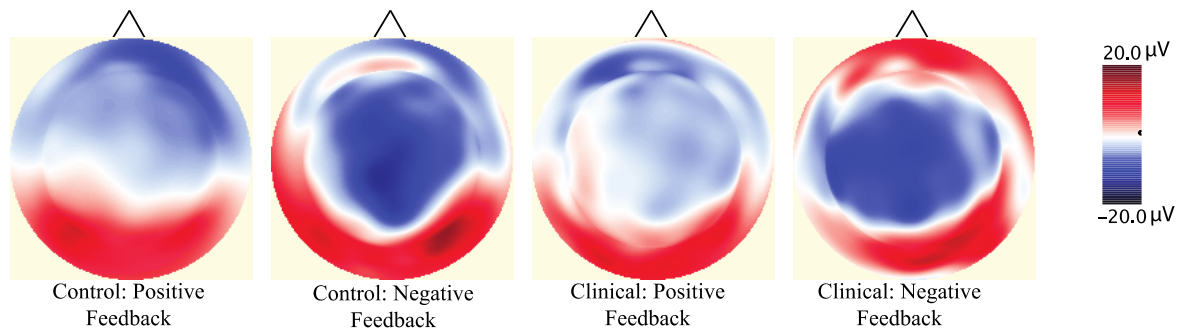 20.0 µV
−20.0 µV
Control: Positive
Feedback
Control: Negative
Feedback
Clinical: Positive
Feedback
Clinical: Negative
Feedback